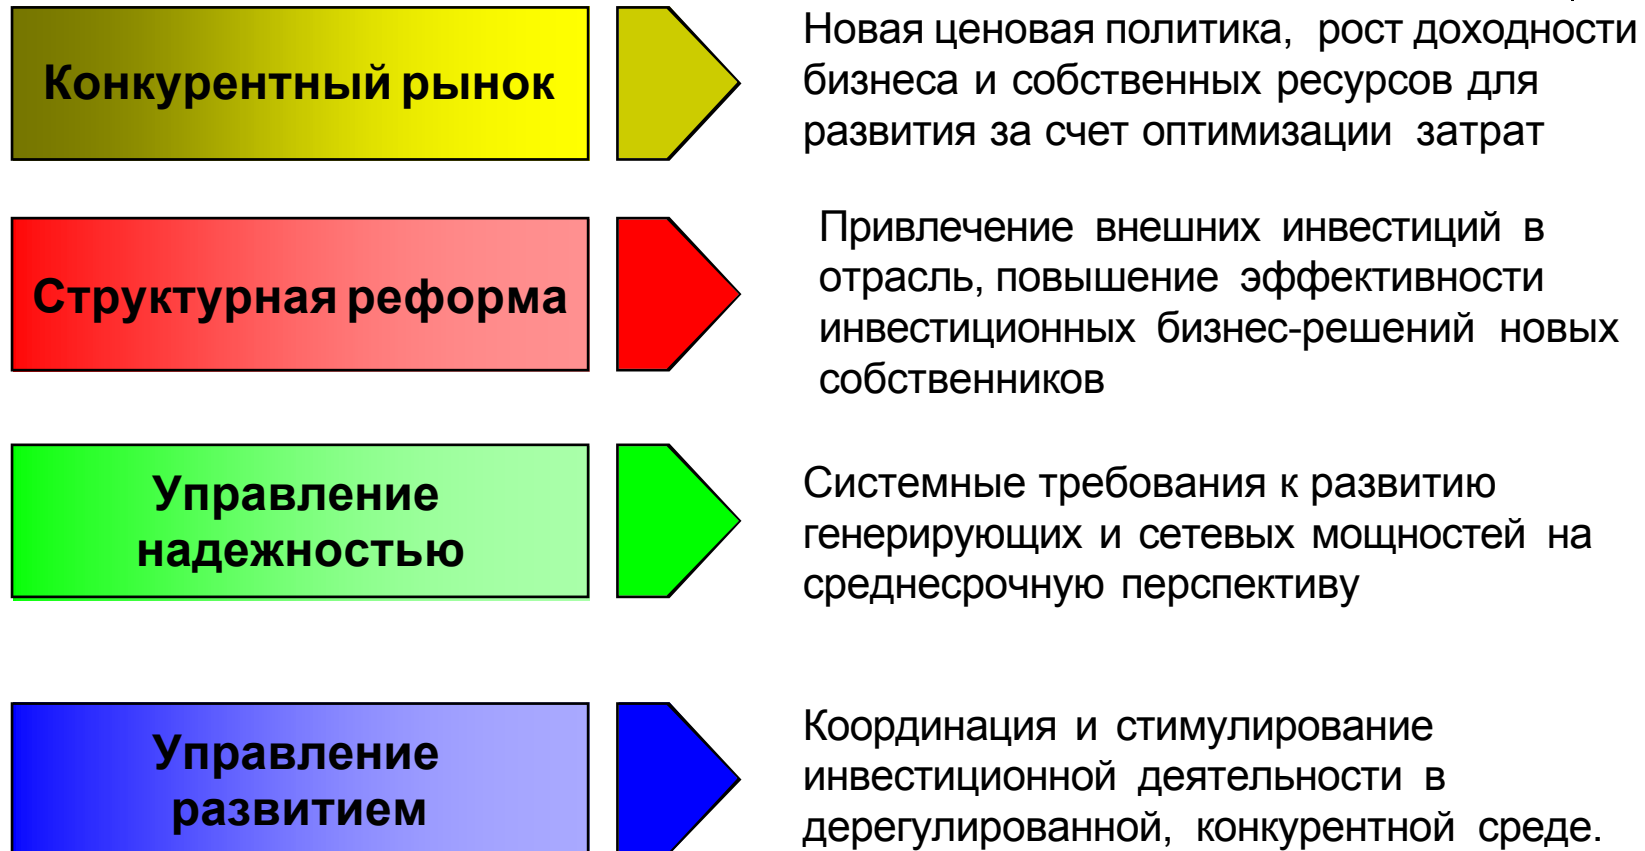 Конкурентный рынок
Новая ценовая политика, рост доходности
бизнеса и собственных ресурсов для
развития за счет оптимизации затрат
Структурная реформа
Привлечение внешних инвестиций в
отрасль, повышение эффективности
инвестиционных бизнес-решений новых
собственников
Управление
надежностью
Системные требования к развитию
генерирующих и сетевых мощностей на
среднесрочную перспективу
Управление
развитием
Координация и стимулирование
инвестиционной деятельности в
дерегулированной, конкурентной среде.